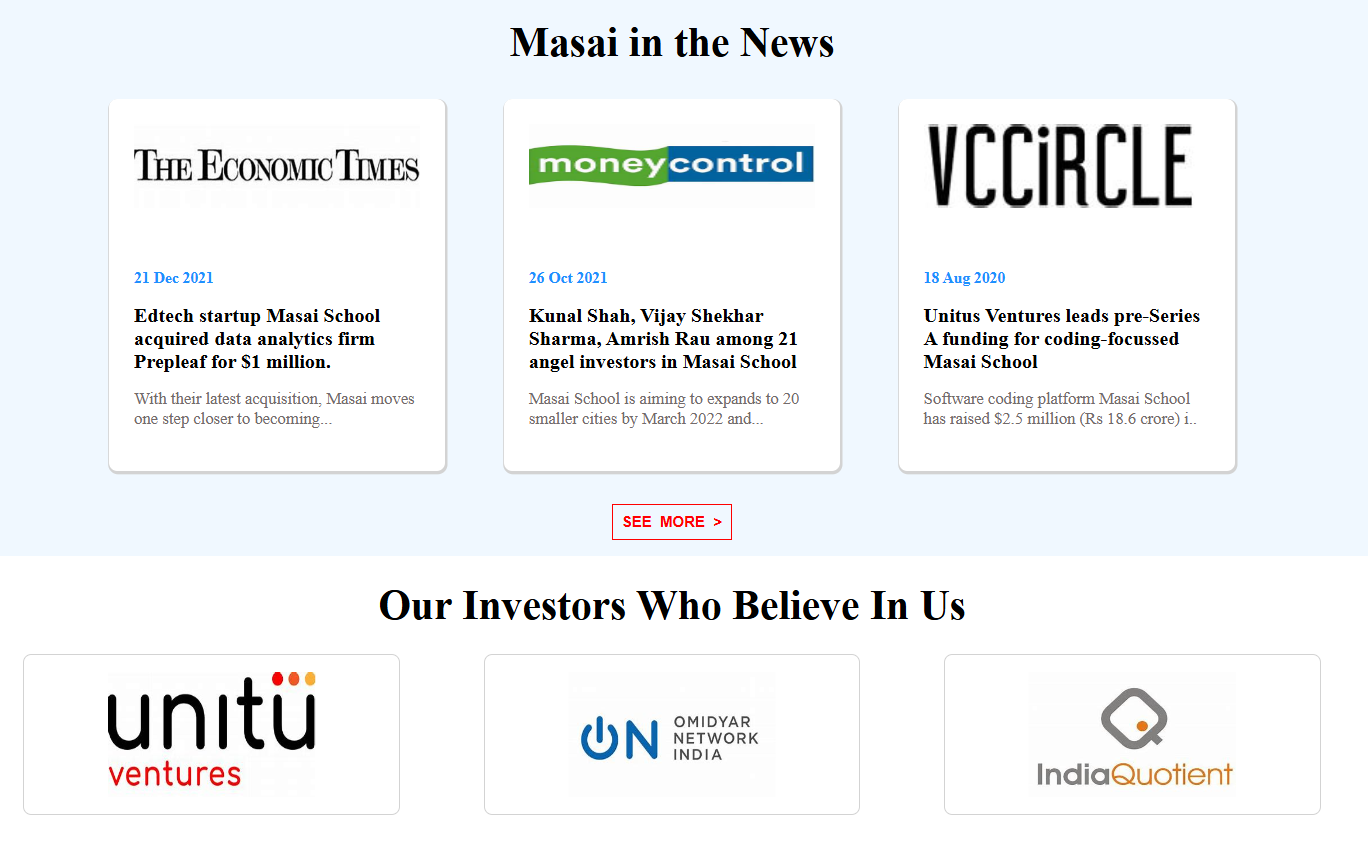 Masai in the News
THE ECONOMIC TIMES
moneycontrol
VCCiRCLE
21 Dec 2021
Edtech startup Masai School
acquired data analytics firm
Prepleaf for $1 million.
With their latest acquisition, Masai moves
one step closer to becoming...
26 Oct 2021
Kunal Shah, Vijay Shekhar
Sharma, Amrish Rau among 21
angel investors in Masai School
Masai School is aiming to expands to 20
smaller cities by March 2022 and...
18 Aug 2020
Unitus Ventures leads pre-Series
A funding for coding-focussed
Masai School
Software coding platform Masai School
has raised $2.5 million (Rs 18.6 crore) i..
SEE MORE >
Our Investors Who Believe In Us
unitu
ventures
ON
OMIDYAR
NETWORK
INDIA
IndiaQuotient